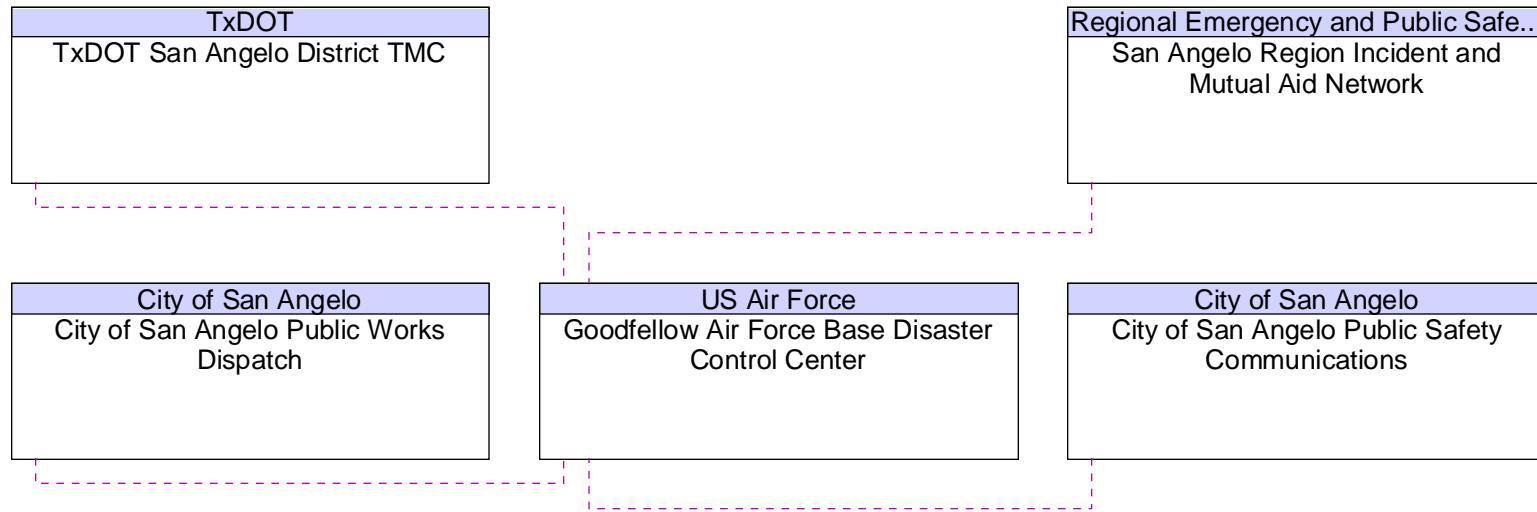 TxDOT
TxDOT San Angelo District TMC
Regional Emergency and Public Safe..
San Angelo Region Incident and
Mutual Aid Network
City of San Angelo
City of San Angelo Public Works
Dispatch
US Air Force
Goodfellow Air Force Base Disaster
Control Center
City of San Angelo
City of San Angelo Public Safety
Communications